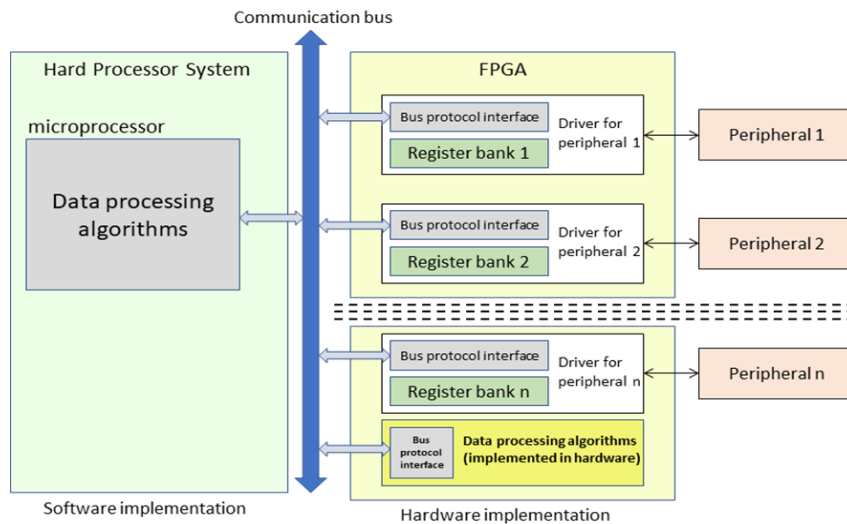 Communication bus
Hard Processor System
microprocessor
Data processing
algorithms
Software implementation
FPGA
Bus protocol interface
Register bank 1
Driver for
peripheral 1
Peripheral 1
Bus protocol interface
Register bank 2
Driver for
peripheral 2
Peripheral 2
Bus protocol interface
Register bank n
Driver for
peripheral n
Peripheral n
Bus
protocol
interface
Data processing algorithms
(implemented in hardware)
Hardware implementation